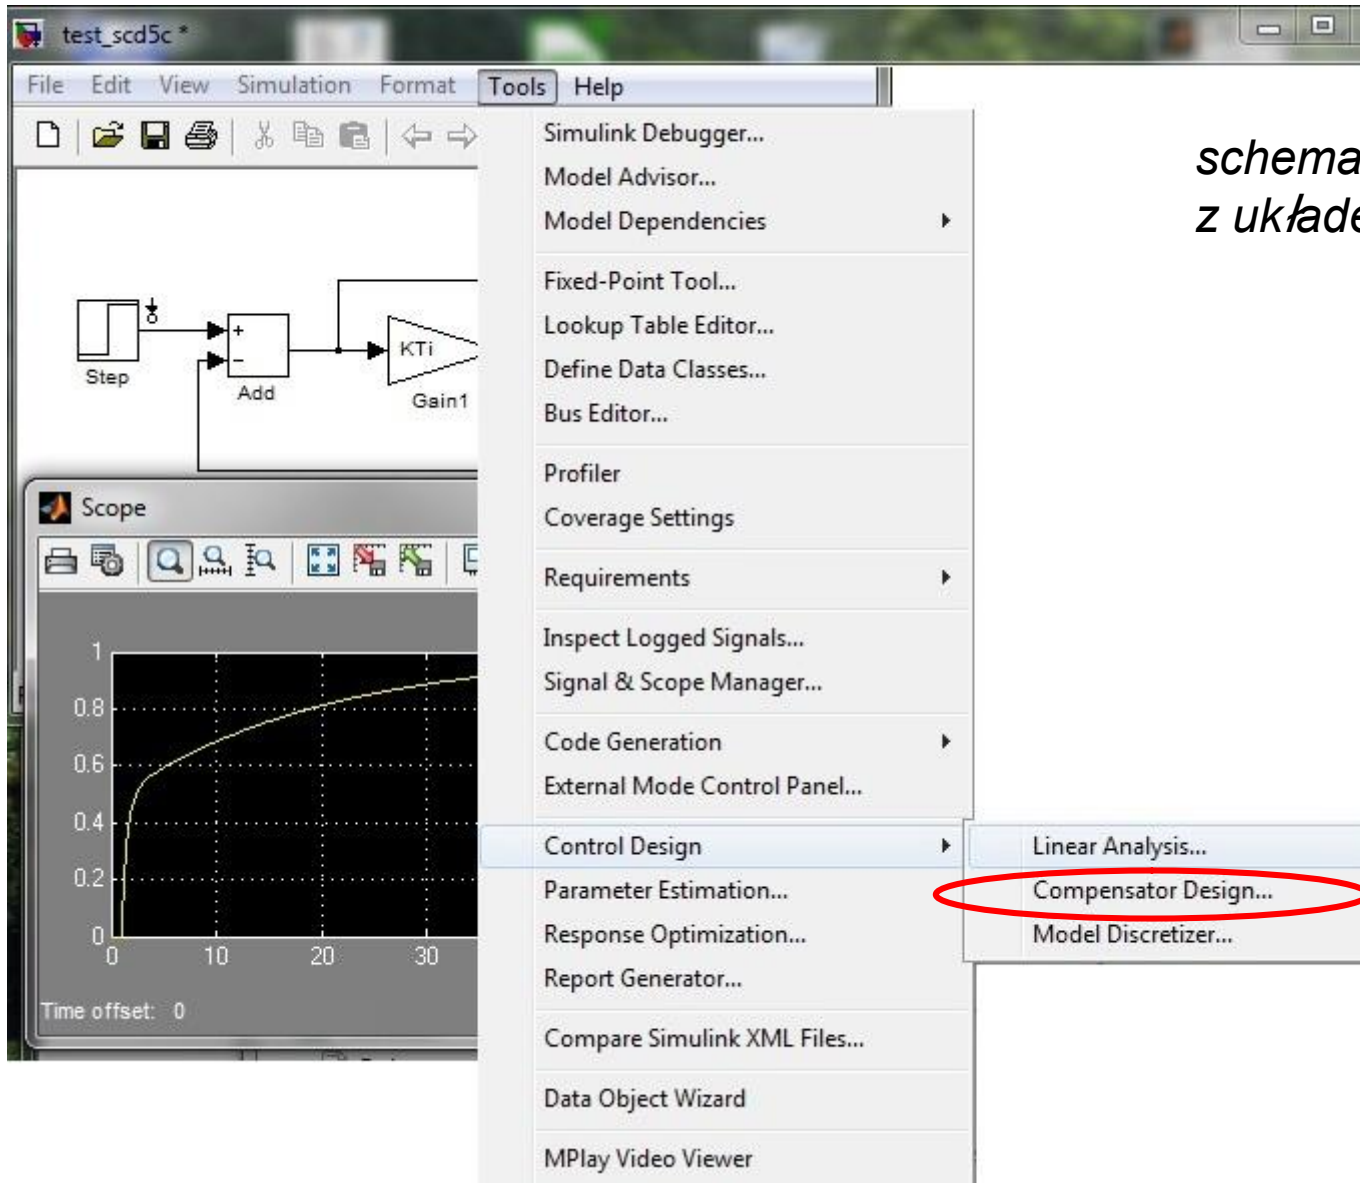 test_scd5c *
File Edit View Simulation Format Tools Help
schema
z układe
Simulink Debugger...
Model Advisor...
Model Dependencies
Fixed-Point Tool...
Lookup Table Editor...
Define Data Classes...
Bus Editor...
Profiler
Coverage Settings
Requirements
Inspect Logged Signals...
Signal & Scope Manager...
Code Generation
External Mode Control Panel...
Control Design
Parameter Estimation...
Response Optimization...
Report Generator...
Compare Simulink XML Files...
Data Object Wizard
MPlay Video Viewer
Linear Analysis...
Compensator Design...
Model Discretizer...
Step
+
−
Add
KTi
Gain1
Scope
1
0.8
0.6
0.4
0.2
0
0 10 20 30
Time offset: 0